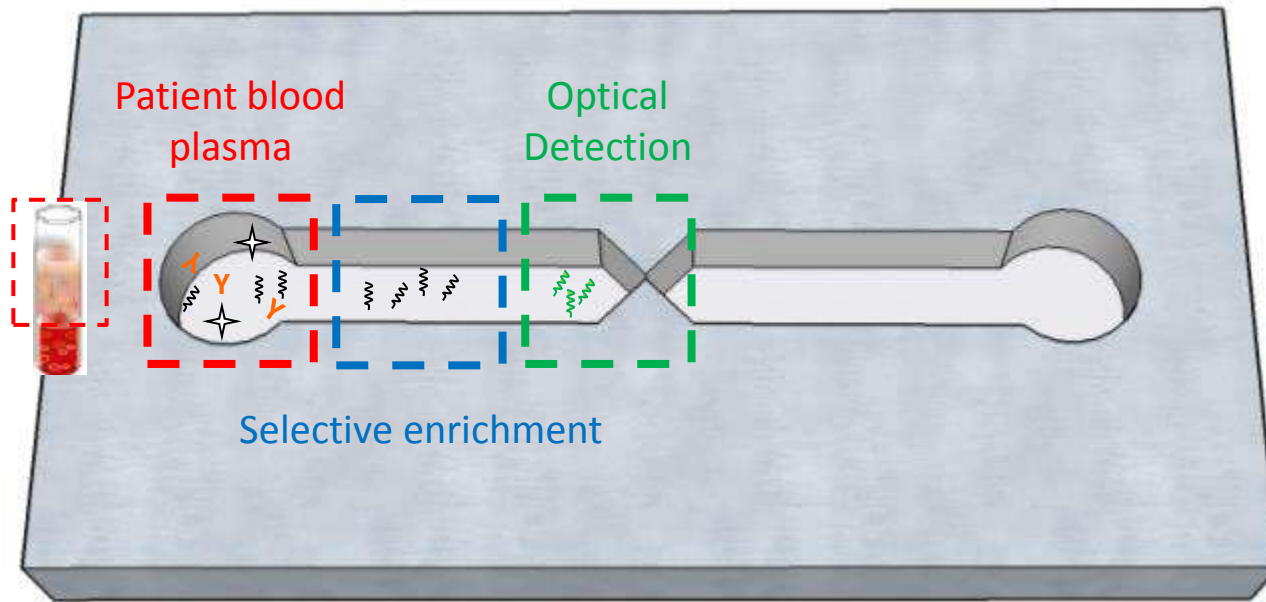 Patient blood
plasma
Optical
Detection
Selective enrichment